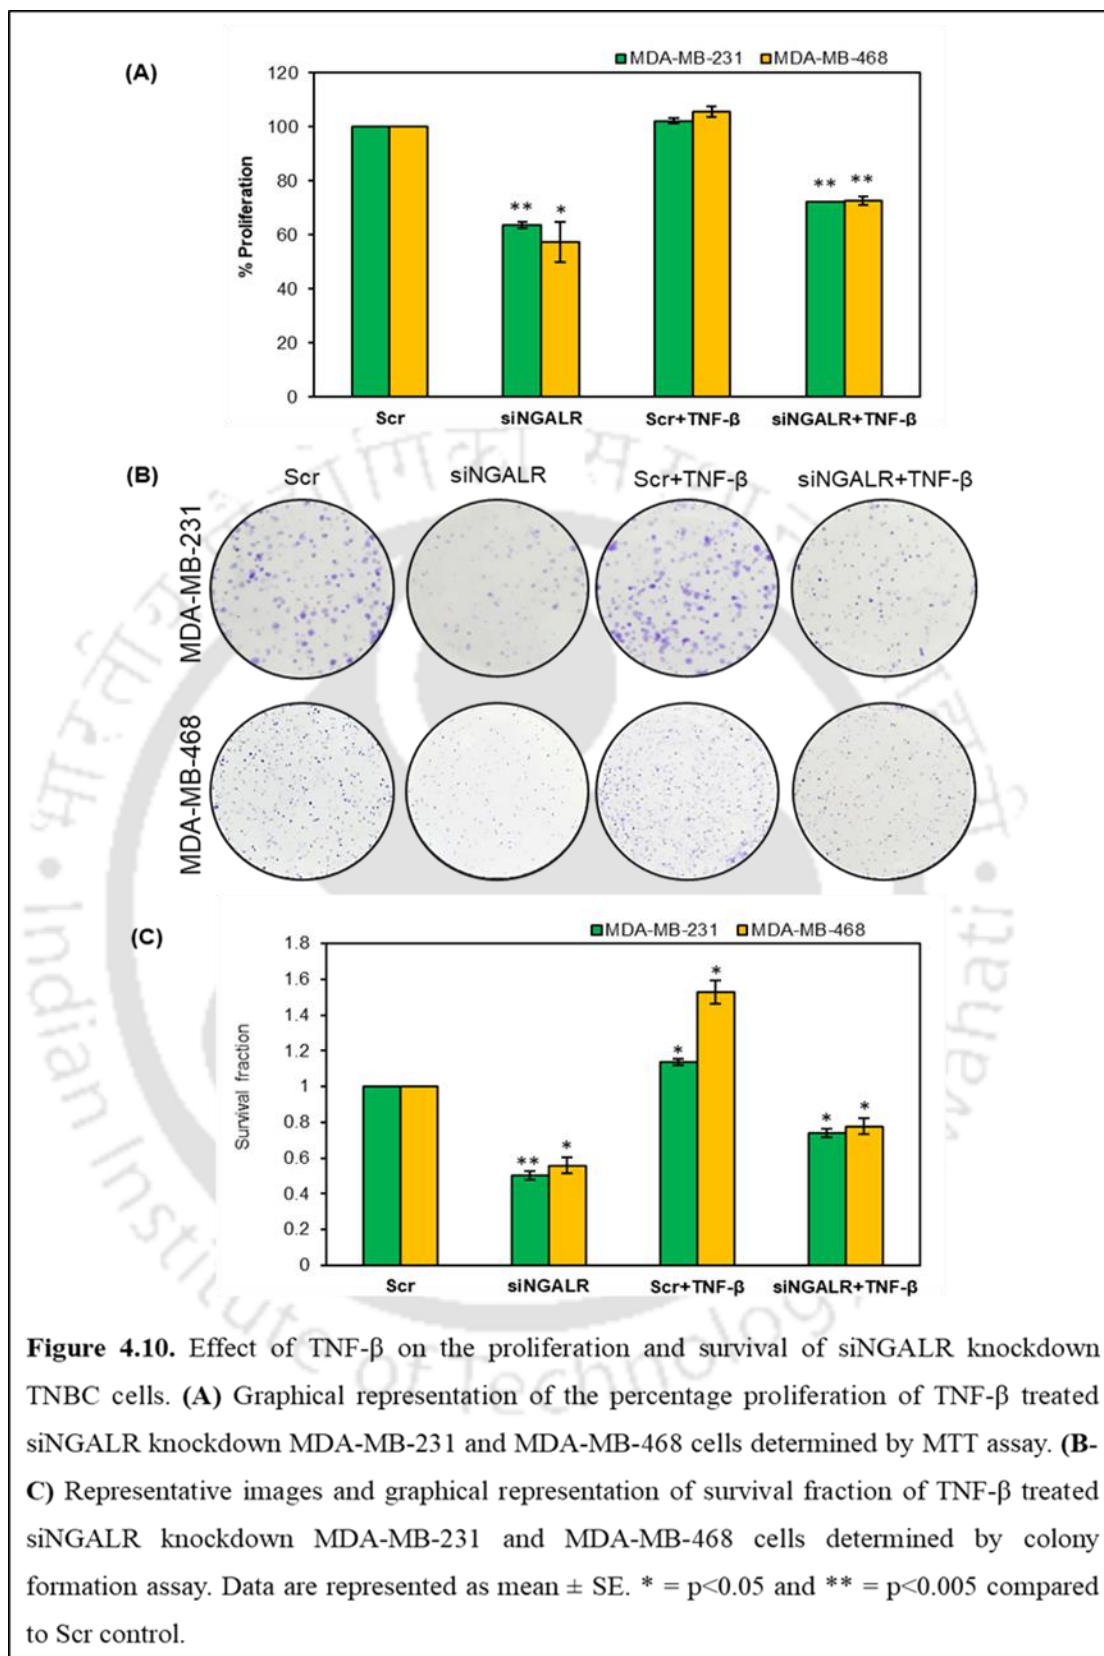 (A)
MDA-MB-231 MDA-MB-468
% Proliferation
120
100
80
60
40
20
0
** * ** **
Scr siNGALR Scr+TNF-β siNGALR+TNF-β
(B)
Scr siNGALR Scr+TNF-β siNGALR+TNF-β
MDA-MB-231
MDA-MB-468
(C)
MDA-MB-231 MDA-MB-468
Survival fraction
1.8
1.6
1.4
1.2
1
0.8
0.6
0.4
0.2
0
** * * * * *
Scr siNGALR Scr+TNF-β siNGALR+TNF-β
Indian Institute of Technology
Figure 4.10. Effect of TNF-β on the proliferation and survival of siNGALR knockdown
TNBC cells. (A) Graphical representation of the percentage proliferation of TNF-β treated
siNGALR knockdown MDA-MB-231 and MDA-MB-468 cells determined by MTT assay. (B-
C) Representative images and graphical representation of survival fraction of TNF-β treated
siNGALR knockdown MDA-MB-231 and MDA-MB-468 cells determined by colony
formation assay. Data are represented as mean ± SE. * = p<0.05 and ** = p<0.005 compared
to Scr control.